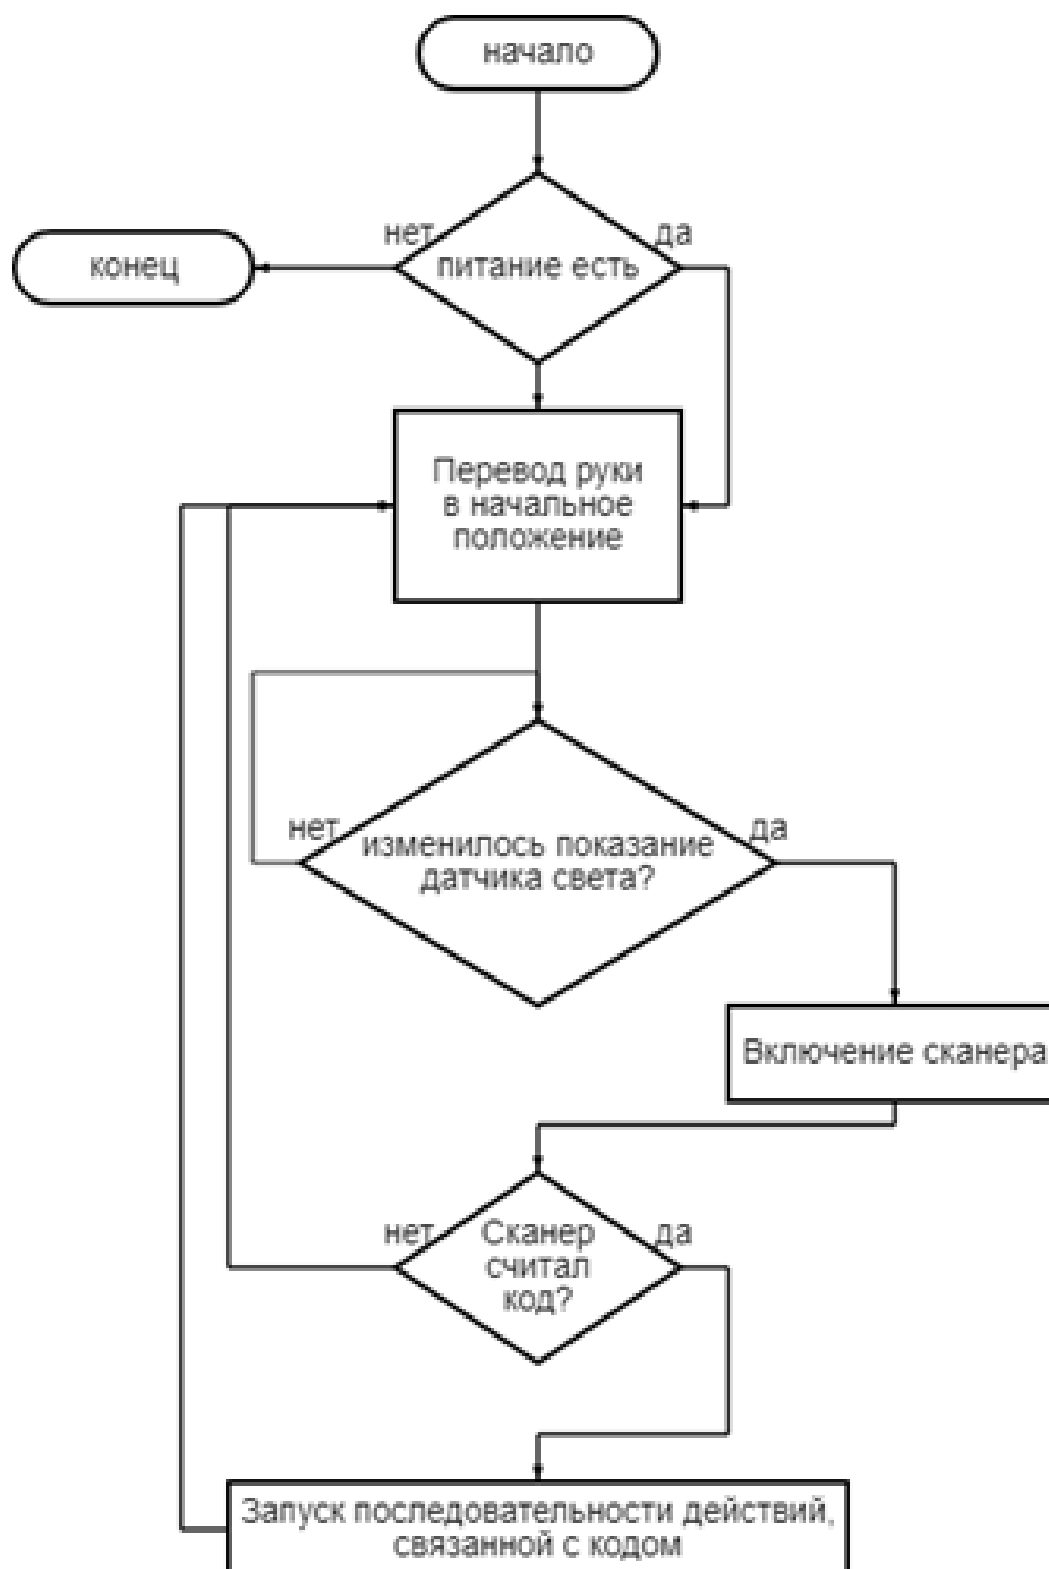 начало
нет
да
конец
питание есть
Перевод руки
в начальное
положение
нет
да
изменилось показание
датчика света?
Включение сканера
нет
да
Сканер
считал
код?
Запуск последовательности действий,
связанной с кодом